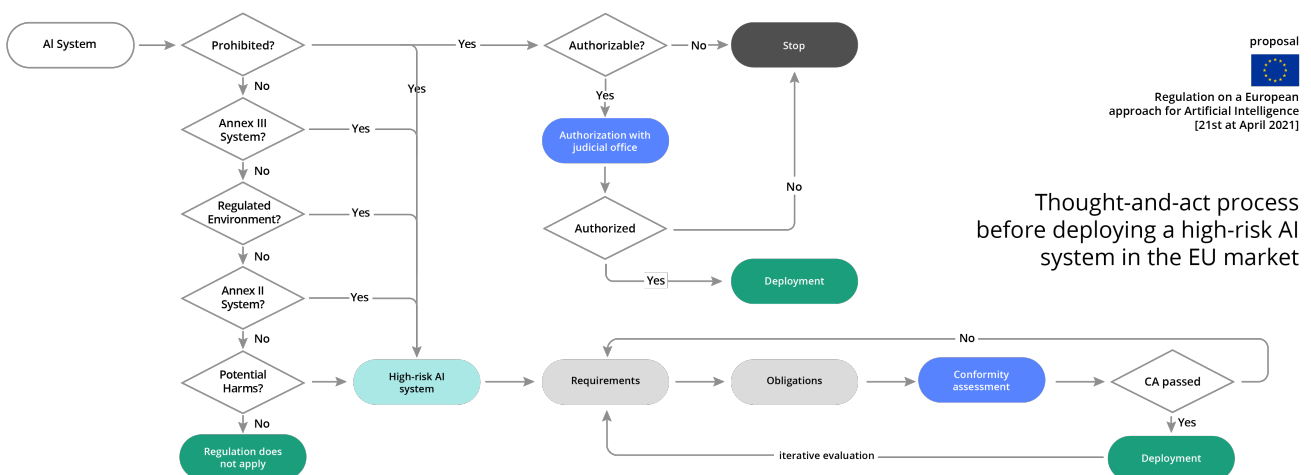 AI System
Prohibited?
Yes
Authorizable?
No
Stop
proposal
Regulation on a European
approach for Artificial Intelligence
[21st at April 2021]
No
Yes
Yes
Annex III
System?
Yes
Authorization with
judicial office
No
Regulated
Environment?
Yes
Authorized
No
Thought-and-act process
before deploying a high-risk AI
system in the EU market
No
Annex II
System?
Yes
Yes
Deployment
No
Potential
Harms?
High-risk AI
system
Requirements
Obligations
Conformity
assessment
CA passed
No
No
Regulation does
not apply
Yes
Deployment
iterative evaluation